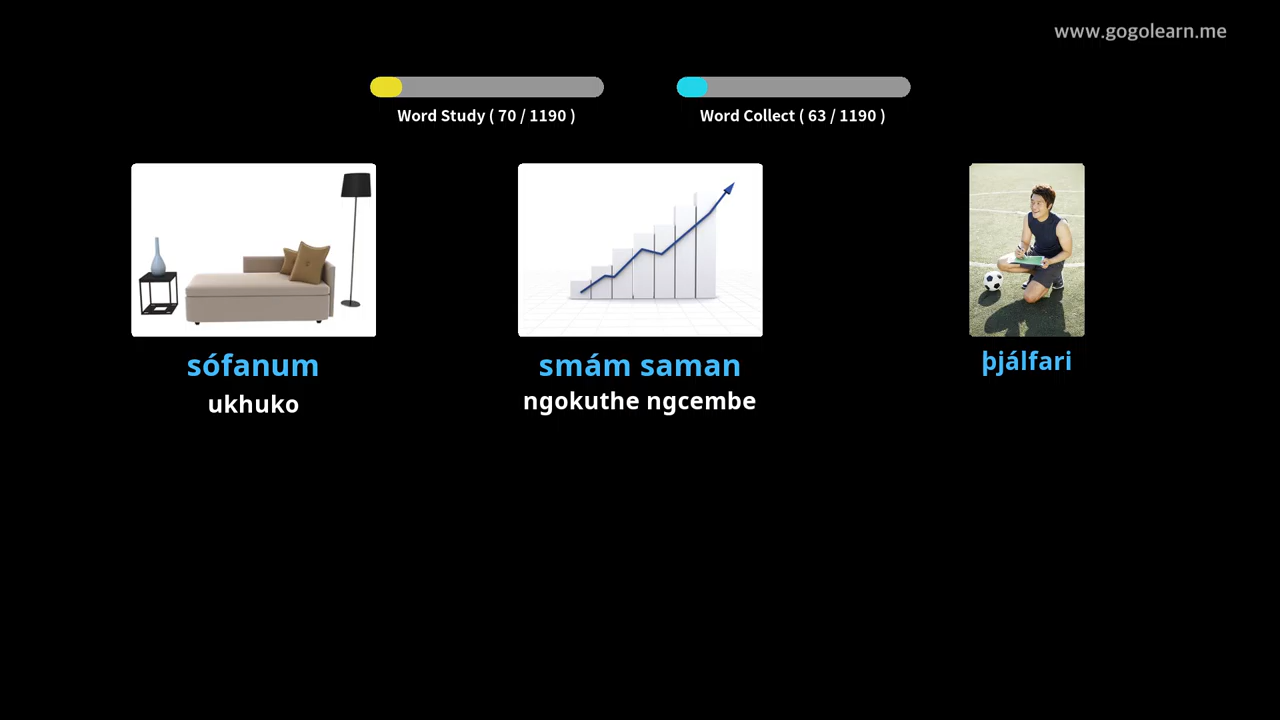 www.gogolearn.me
Word Study ( 70 / 1190 )
Word Collect ( 63 / 1190 )
sófanum
ukhuko
smám saman
ngokuthe ngcembe
þjálfari